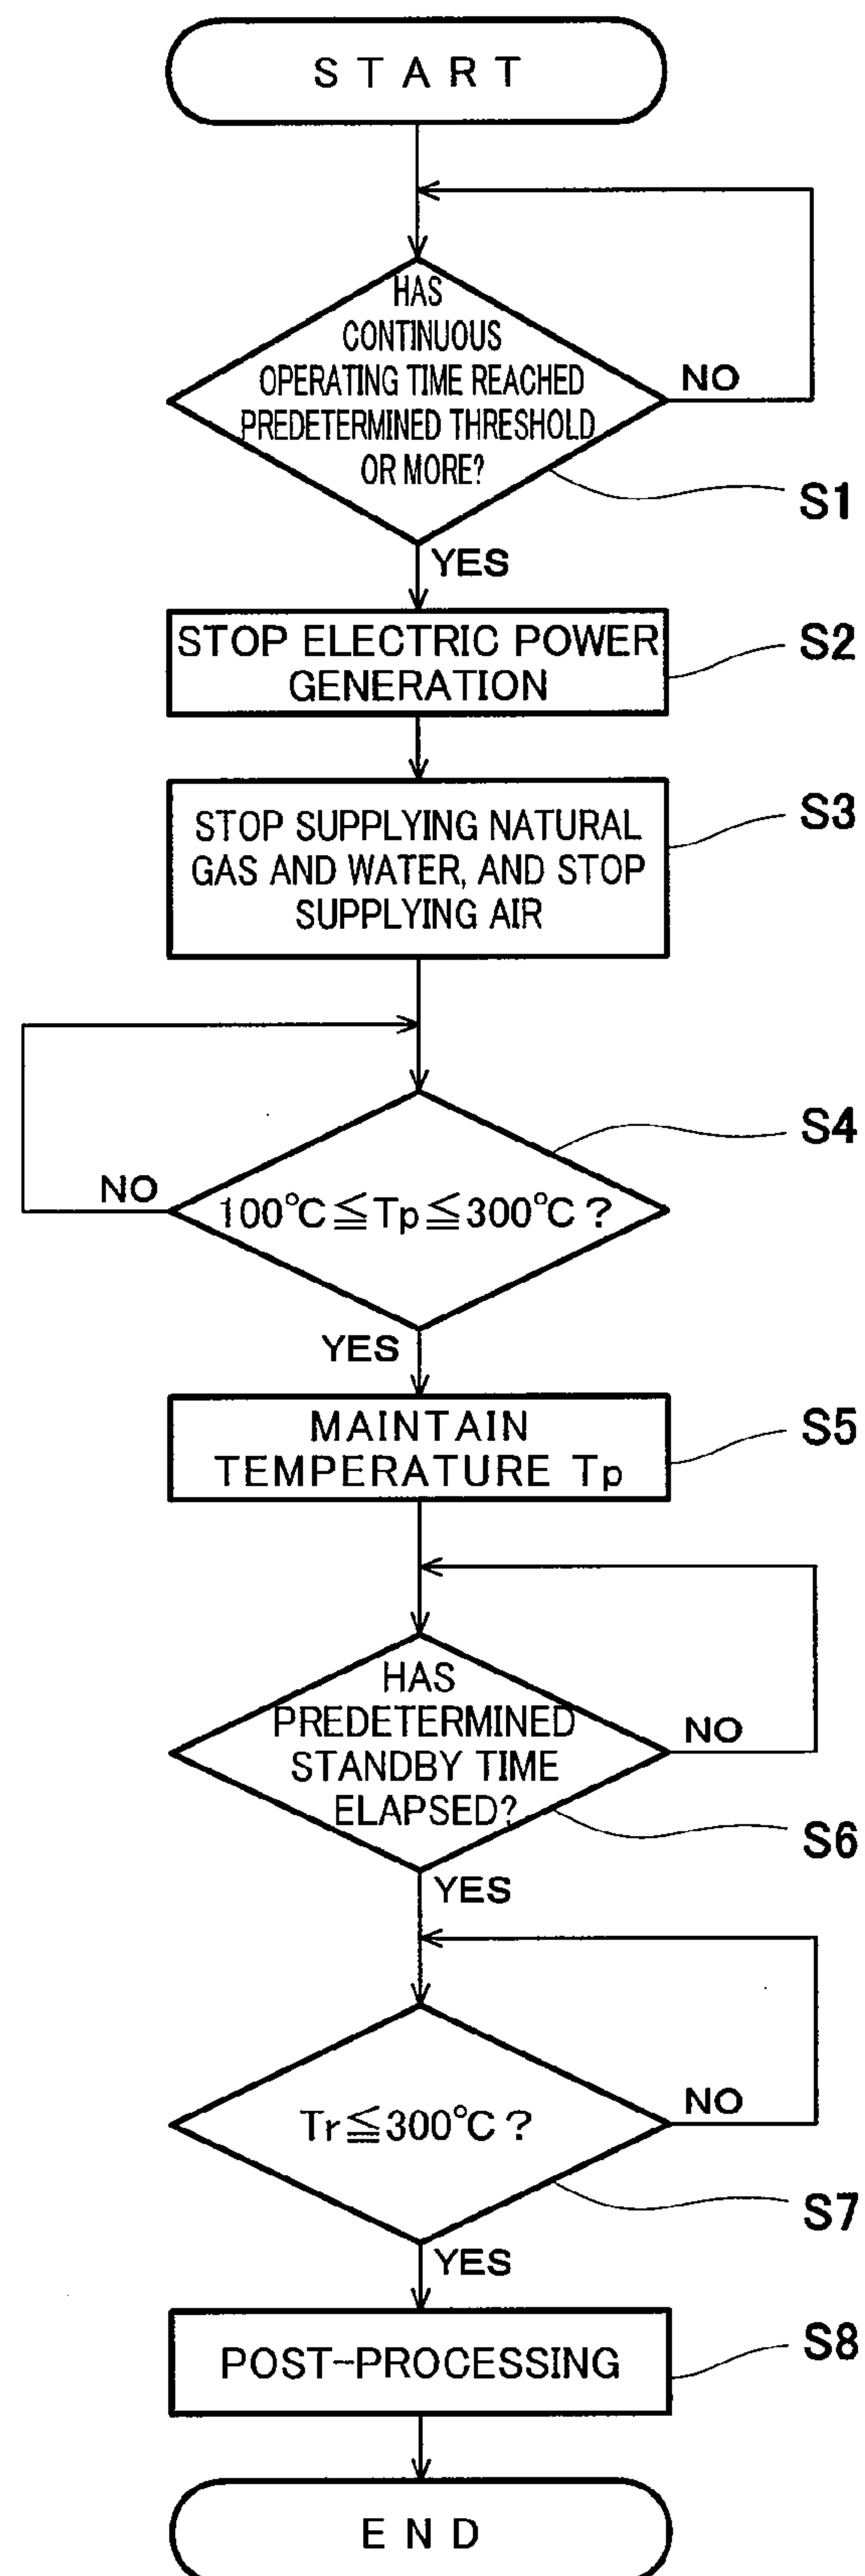 START
HAS
CONTINUOUS
OPERATING TIME REACHED
PREDETERMINED THRESHOLD
OR MORE?
NO
S1
YES
STOP ELECTRIC POWER
GENERATION
S2
STOP SUPPLYING NATURAL
GAS AND WATER, AND STOP
SUPPLYING AIR
S3
S4
NO
100℃≦Tp≦300℃?
YES
MAINTAIN
TEMPERATURE Tp
S5
HAS
PREDETERMINED
STANDBY TIME
ELAPSED?
NO
S6
YES
Tr≦300℃?
NO
S7
YES
POST-PROCESSING
S8
END